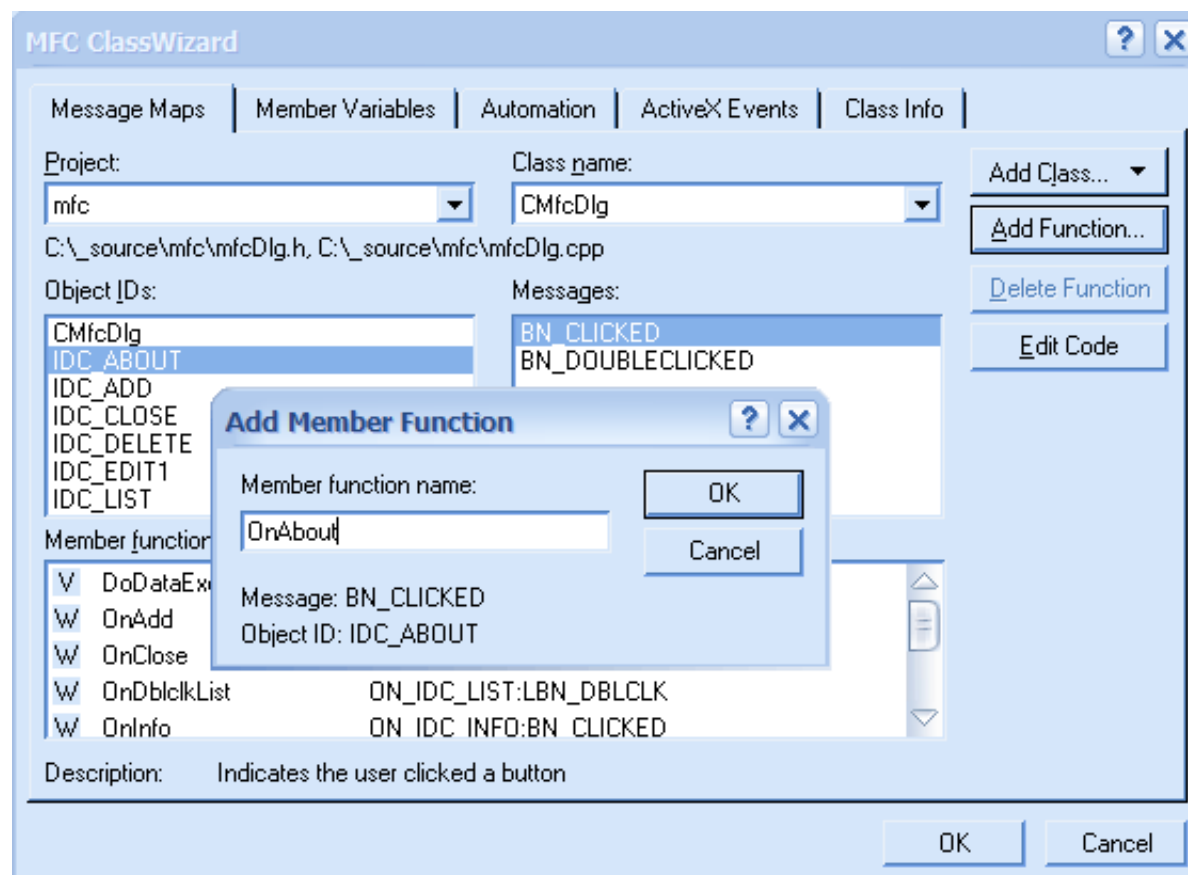 MFC ClassWizard
Message Maps Member Variables Automation ActiveX Events Class Info
Project: Class name:
mfc CMfcDlg
Add Class...
Add Function...
Delete Function
Edit Code
C:\_source\mfc\mfcDlg.h, C:\_source\mfc\mfcDlg.cpp
Object IDs: Messages:
CMfcDlg
IDC_ABOUT
IDC_ADD
IDC_CLOSE
IDC_DELETE
IDC_EDIT1
IDC_LIST
BN_CLICKED
BN_DOUBLECLICKED
Add Member Function
Member function name:
OnAbout
OK
Cancel
Message: BN_CLICKED
Object ID: IDC_ABOUT
Member function
V DoDataEx
W OnAdd
W OnClose
W OnDblclkList ON_IDC_LIST:LBN_DBLCLK
W OnInfo ON_IDC_INFO:BN_CLICKED
Description: Indicates the user clicked a button
OK Cancel